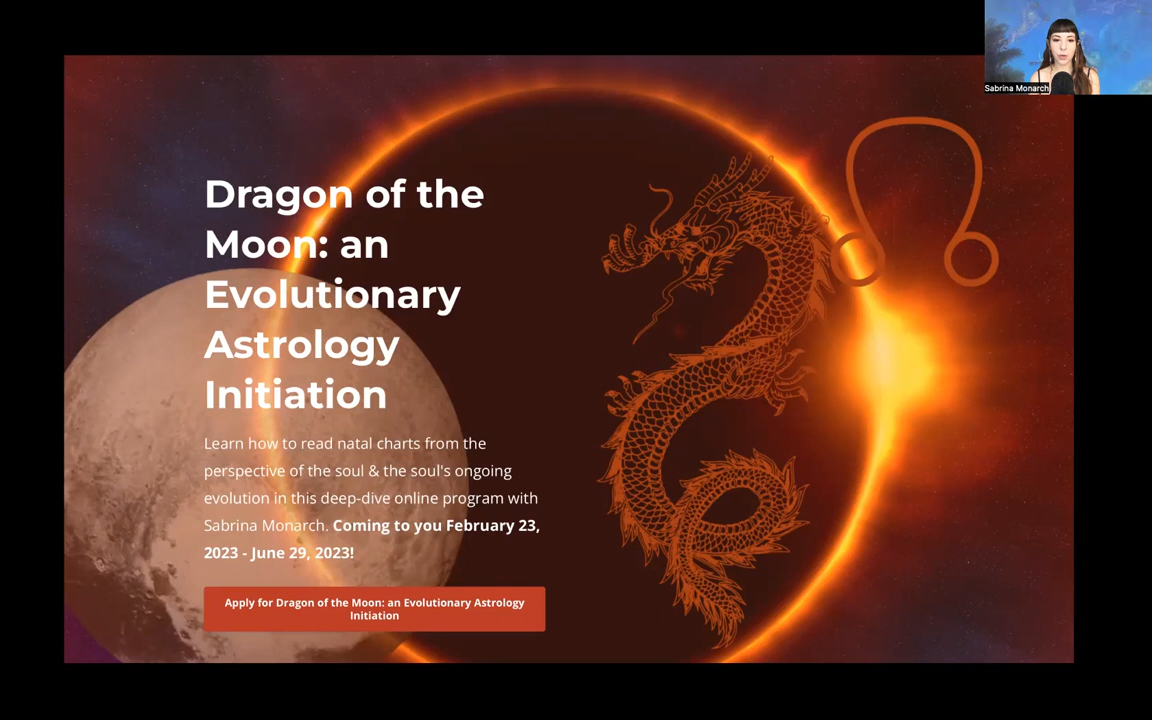 Sabrina Monarch
Dragon of the
Moon: an
Evolutionary
Astrology
Initiation
Learn how to read natal charts from the
perspective of the soul & the soul's ongoing
evolution in this deep-dive online program with
Sabrina Monarch. Coming to you February 23,
2023 - June 29, 2023!
Apply for Dragon of the Moon: an Evolutionary Astrology
Initiation